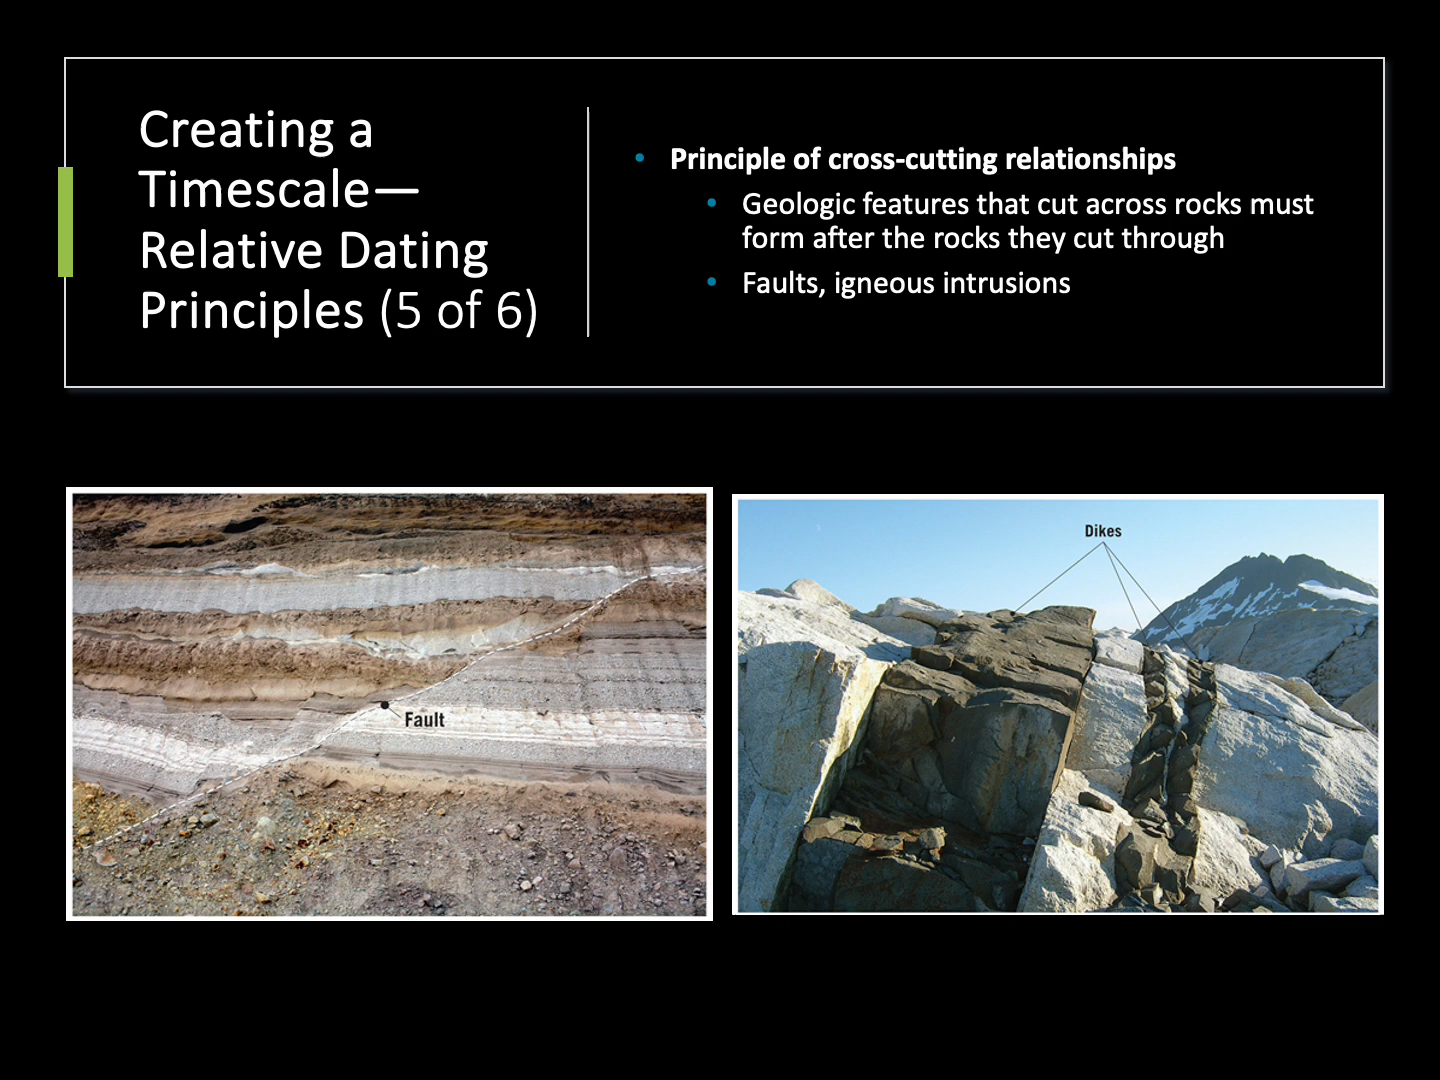 Creating a
Timescale—
Relative Dating
Principles (5 of 6)
• Principle of cross-cutting relationships
• Geologic features that cut across rocks must
form after the rocks they cut through
• Faults, igneous intrusions
Fault
Dikes